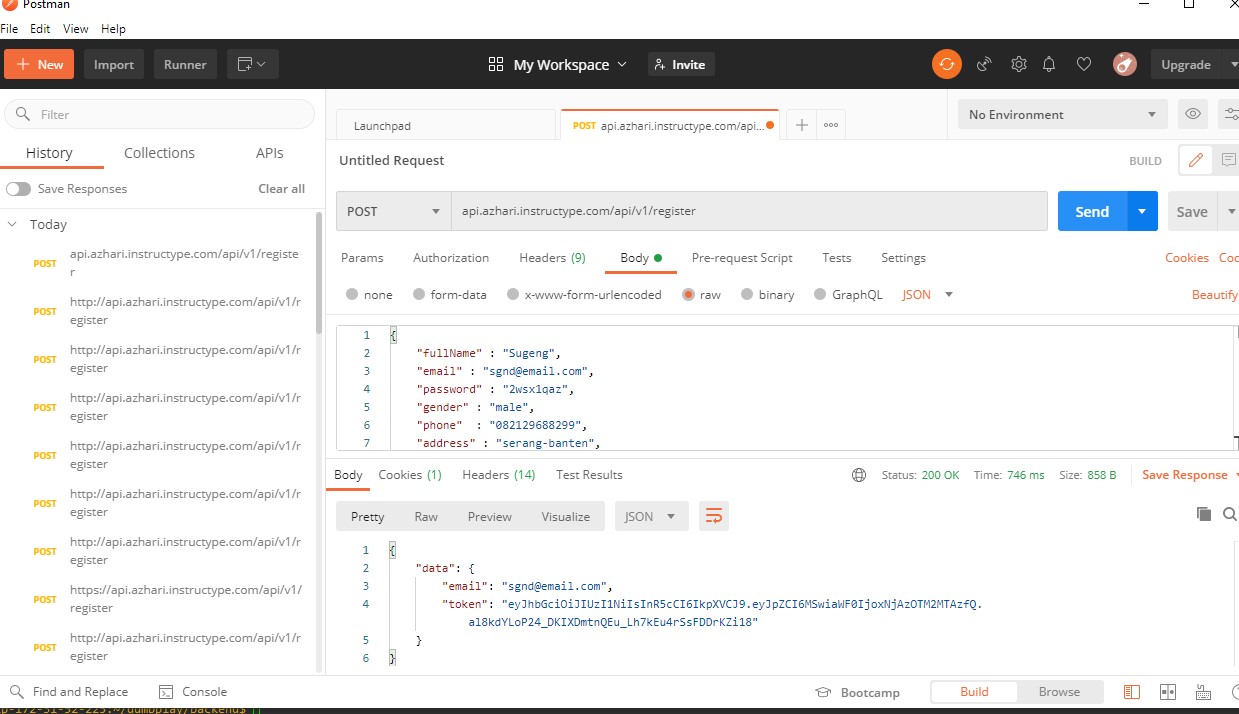 Postman
File Edit View Help
+ New Import Runner My Workspace Invite Upgrade
Filter
History Collections APIs
Save Responses Clear all
Today
POST api.azhari.instructype.com/api/v1/registe
r
POST http://api.azhari.instructype.com/api/v1/r
egister
POST http://api.azhari.instructype.com/api/v1/r
egister
POST http://api.azhari.instructype.com/api/v1/r
egister
POST http://api.azhari.instructype.com/api/v1/r
egister
POST http://api.azhari.instructype.com/api/v1/r
egister
POST http://api.azhari.instructype.com/api/v1/r
egister
POST https://api.azhari.instructype.com/api/v1/
register
POST http://api.azhari.instructype.com/api/v1/r
egister
Launchpad POST api.azhari.instructype.com/api... + No Environment
Untitled Request BUILD
POST api.azhari.instructype.com/api/v1/register Send Save
Params Authorization Headers (9) Body Pre-request Script Tests Settings Cookies Coc
none form-data x-www-form-urlencoded raw binary GraphQL JSON Beautify
1 {
2 "fullName" : "Sugeng",
3 "email" : "sgnd@email.com",
4 "password" : "2wsx1qaz",
5 "gender" : "male",
6 "phone" : "082129688299",
7 "address" : "serang-banten",
Body Cookies (1) Headers (14) Test Results Status: 200 OK Time: 746 ms Size: 858 B Save Response
Pretty Raw Preview Visualize JSON
1 {
2 "data": {
3 "email": "sgnd@email.com",
4 "token": "eyJhbGciOiJIUzI1NiIsInR5cCI6IkpXVCJ9.eyJpZCI6MSwiaWF0IjoxNjAzOTM2MTAzfQ.
al8kdYLoP24_DKIXDmtnQEu_Lh7kEu4rSsFDDrKZi18"
5 }
6 }
Find and Replace Console Bootcamp Build Browse